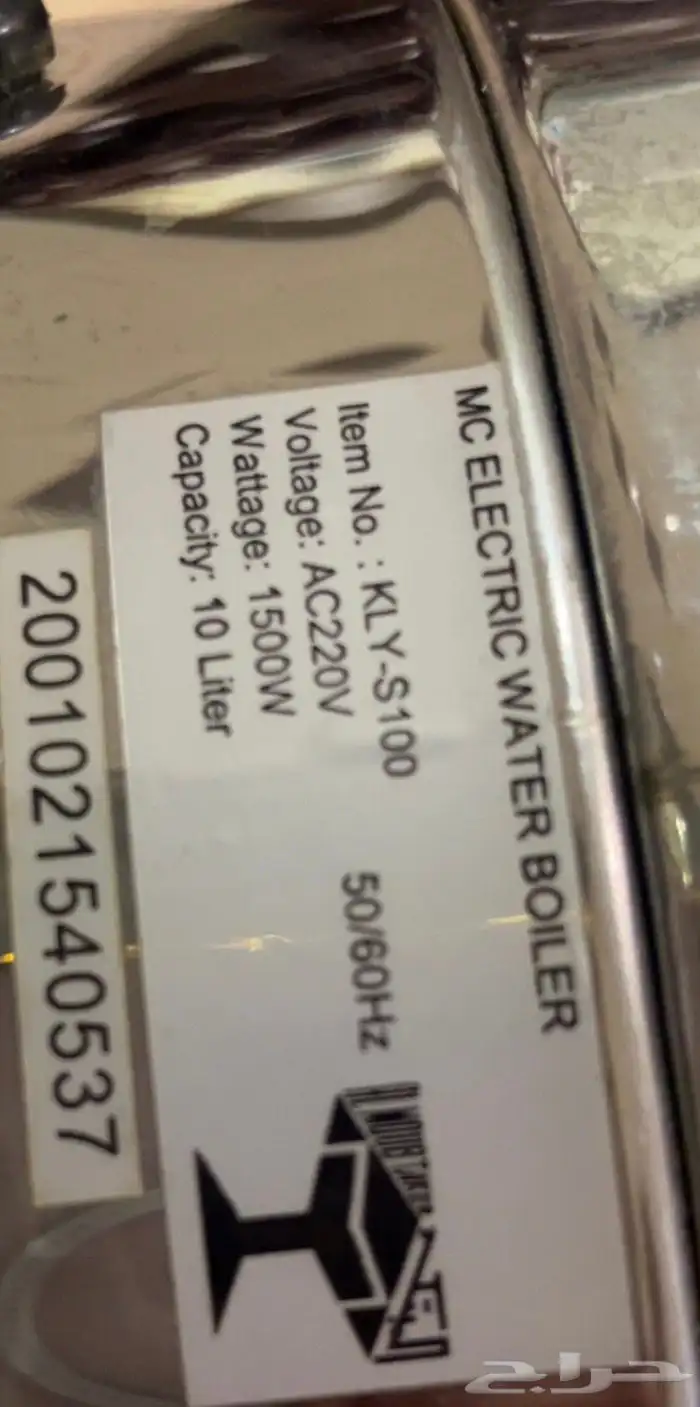 MC ELECTRIC WATER BOILER
Item No. : KLY-S100
Voltage: AC220V 50/60Hz
Wattage: 1500W
Capacity: 10 Liter
2001021540537
حراج